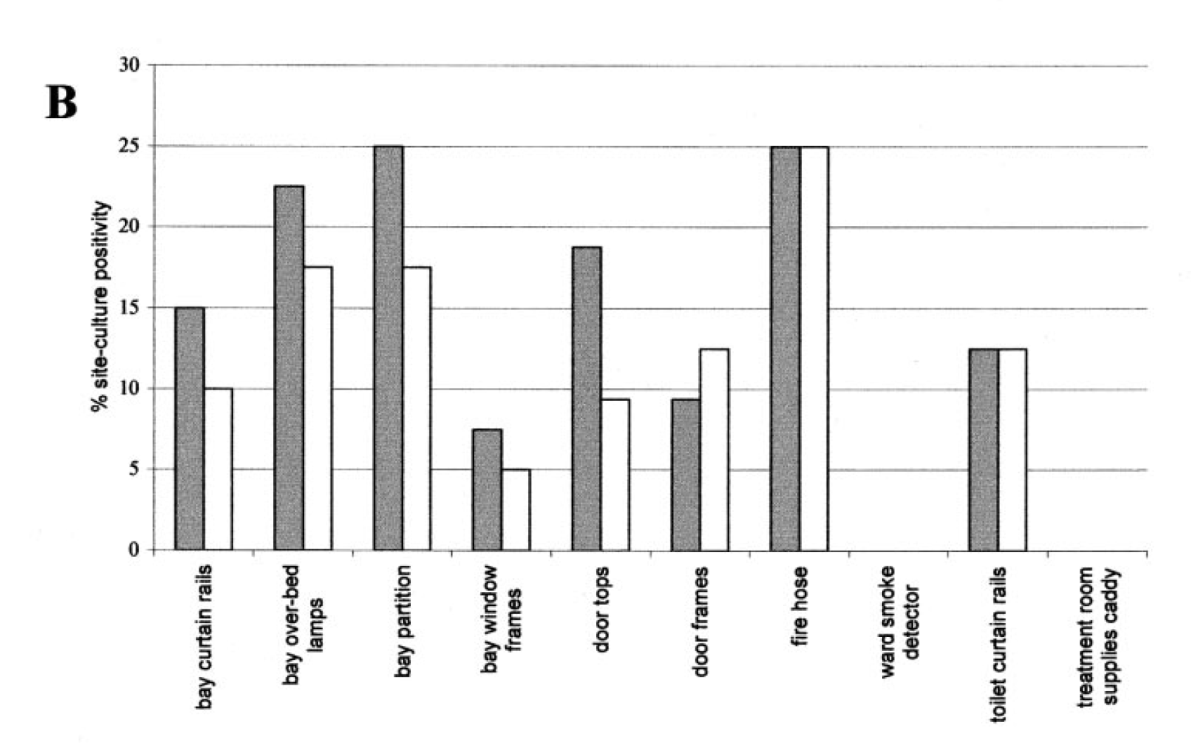 B
% site-culture positivity
30
25
20
15
10
5
0
bay curtain rails
bay over-bed
lamps
bay partition
bay window
frames
door tops
door frames
fire hose
ward smoke
detector
toilet curtain rails
treatment room
supplies caddy